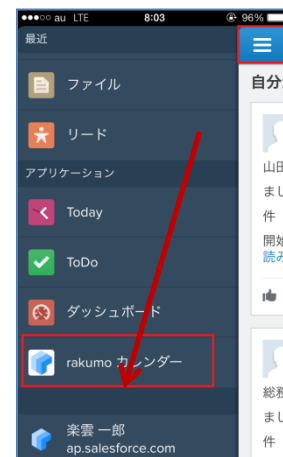 au LTE 8:03 96%
最近
ファイル
リード
アプリケーション
Today
ToDo
ダッシュボード
rakumo カレンダー
楽雲 一郎
ap.salesforce.com
自分
山田
まし
件
開始
読み
総務
まし
件